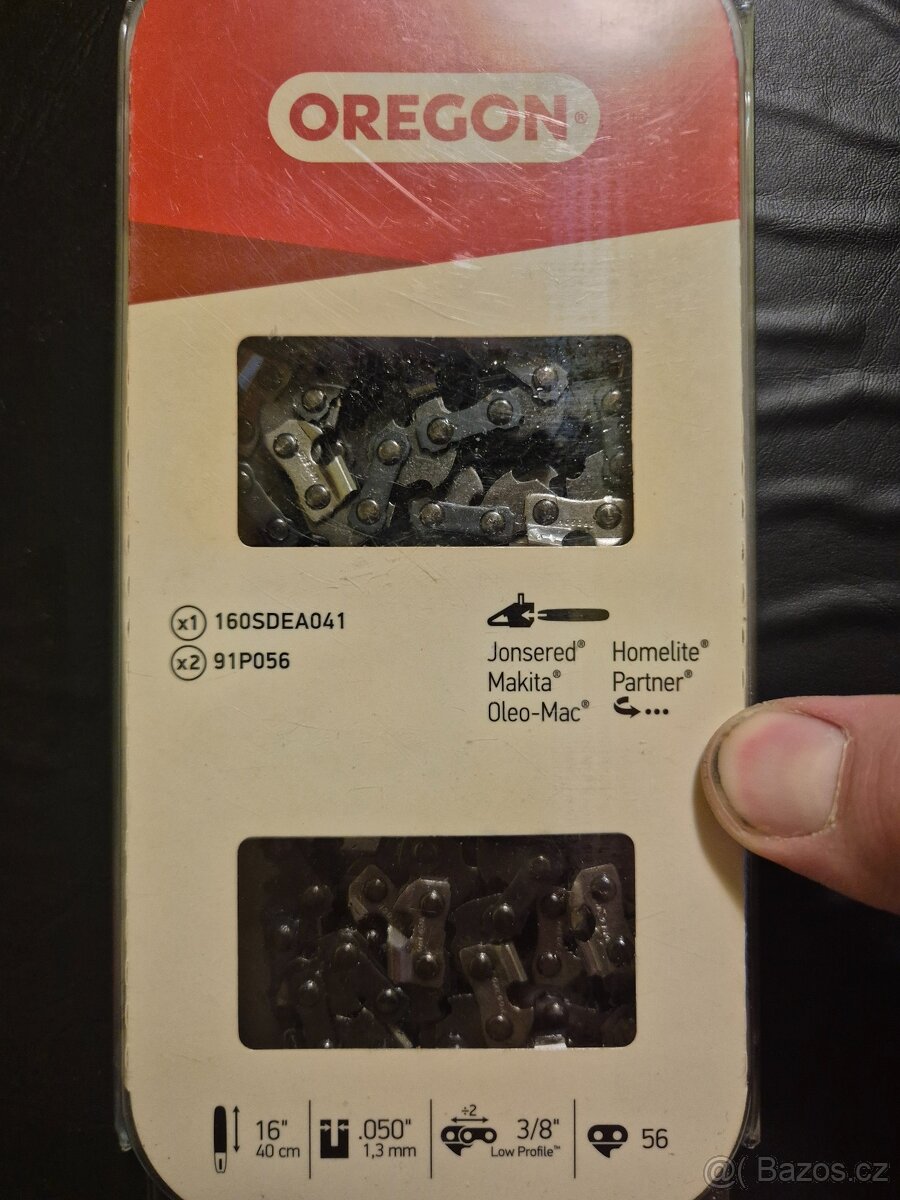 OREGON®
x1 160SDEA041
x2 91P056
Jonsered® Homelite®
Makita® Partner®
Oleo-Mac® ...
16" .050" ÷2 3/8" 56
40 cm 1,3 mm Low Profile™
@( Bazos.cz